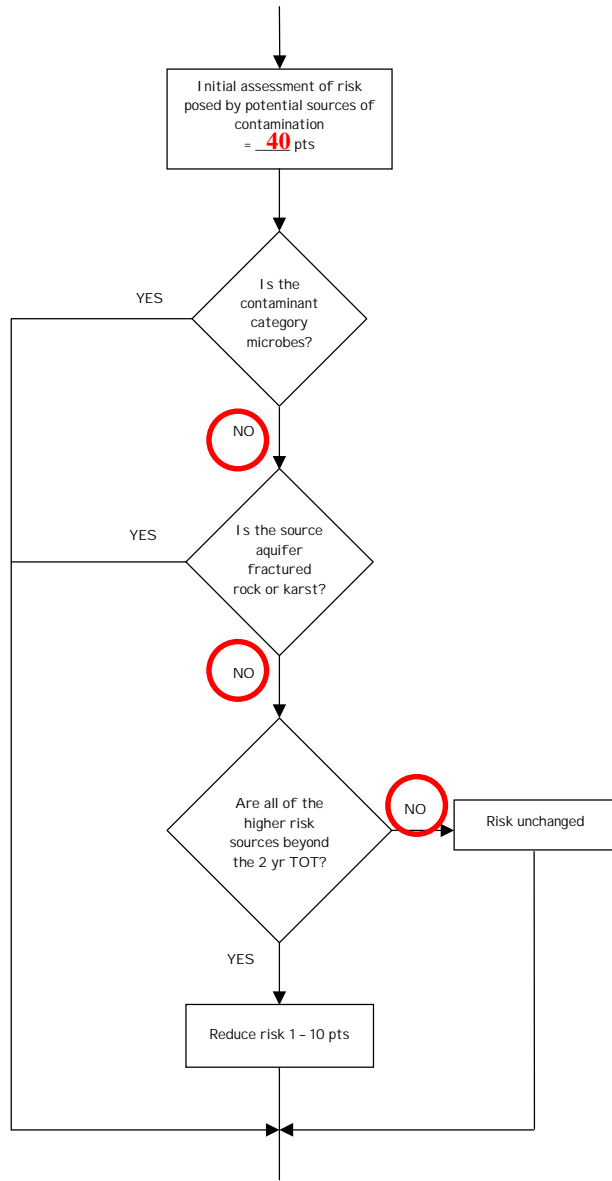 Initial assessment of risk
posed by potential sources of
contamination
= 40 pts
YES
Is the
contaminant
category
microbes?
NO
YES
Is the source
aquifer
fractured
rock or karst?
NO
Are all of the
higher risk
sources beyond
the 2 yr TOT?
NO
Risk unchanged
YES
Reduce risk 1 – 10 pts